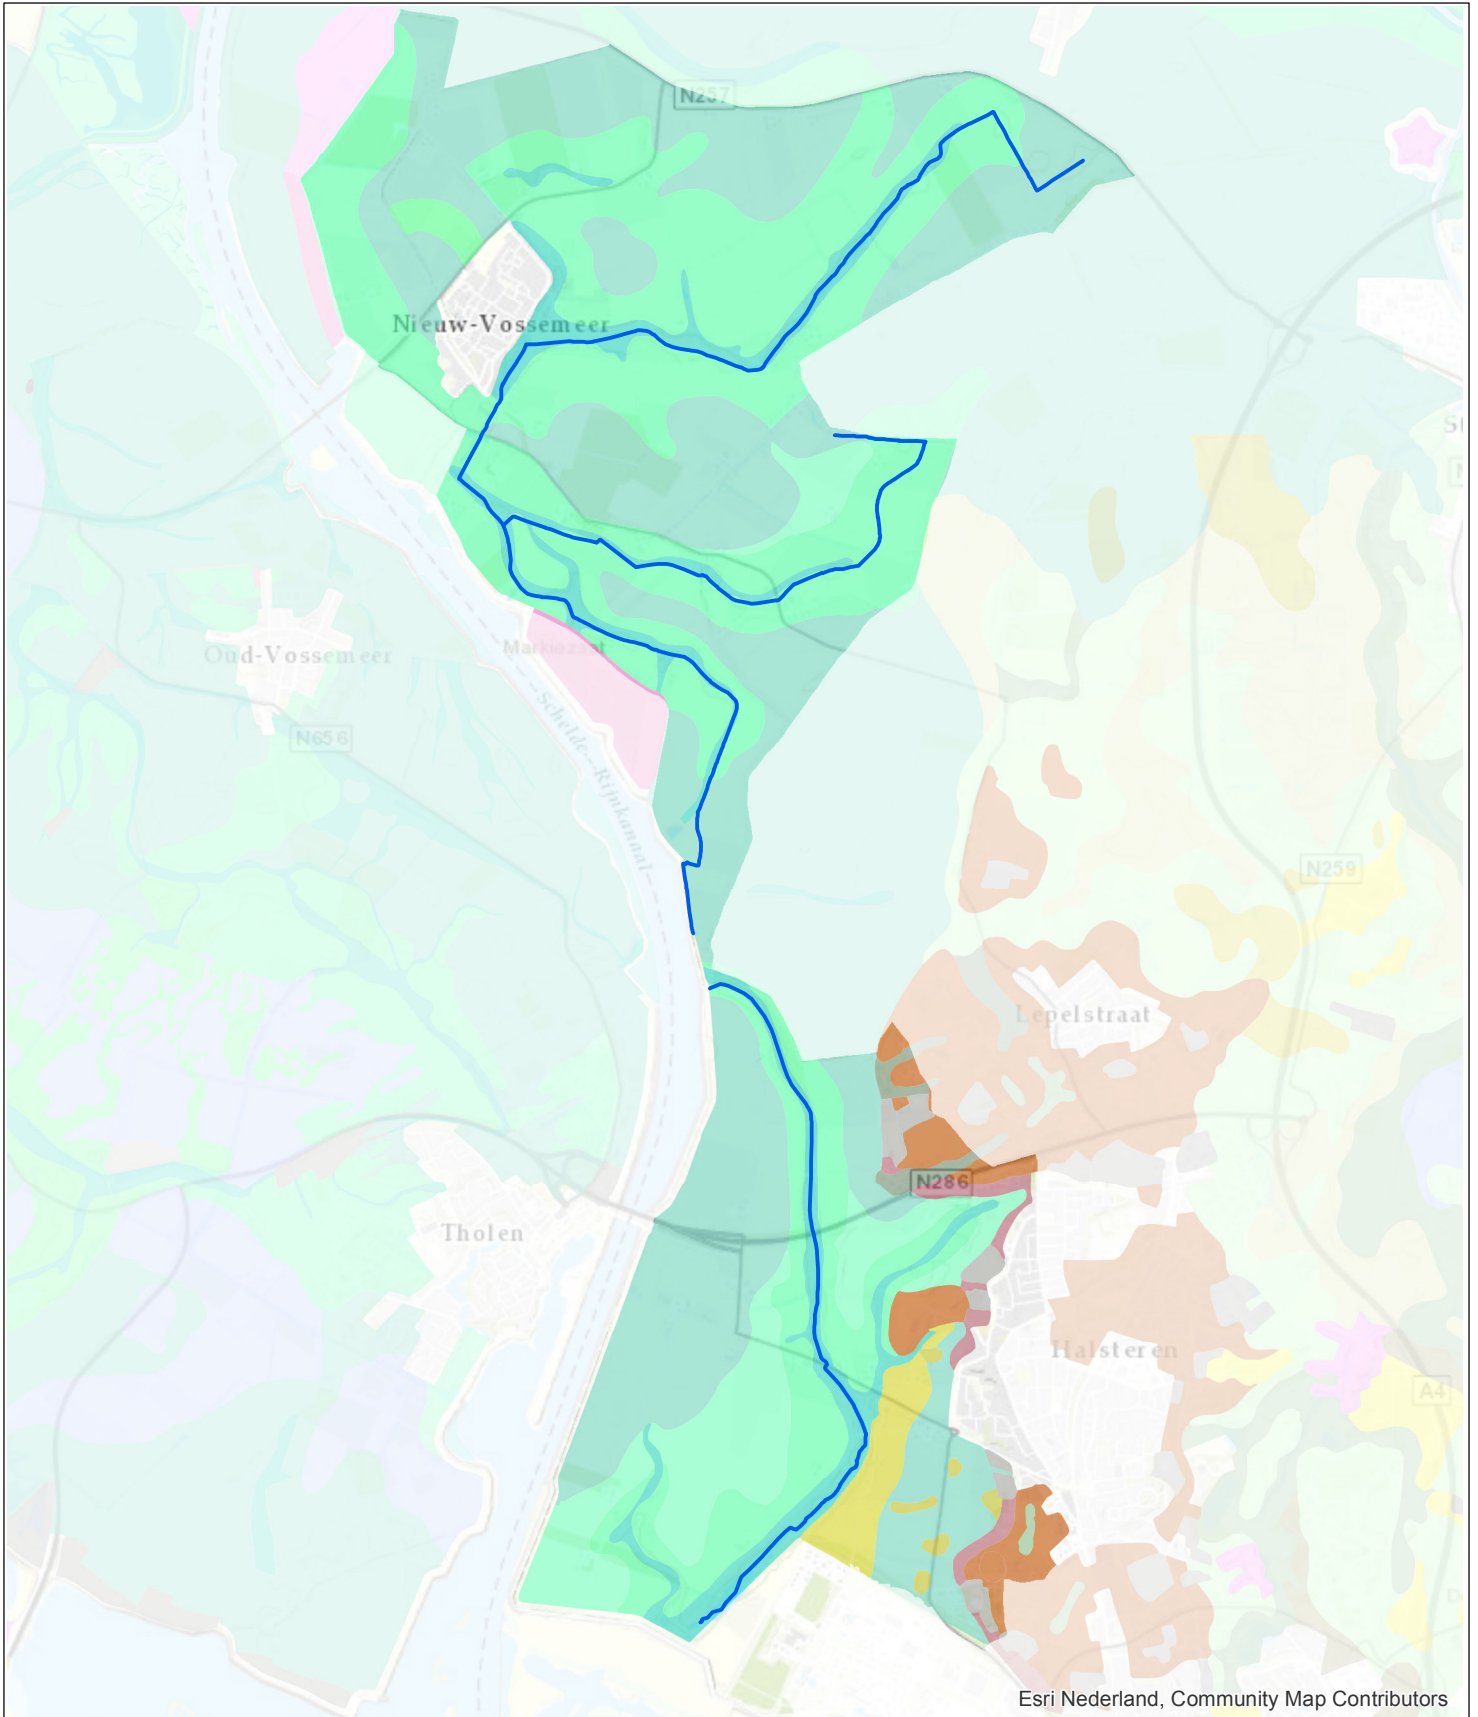 N257
Nieuw-Vossemeer
Oud-Vossemeer
Markiezaat
N656
Schelde-Rijnkanaal
N259
Lepelstraat
N286
Tholen
Halsteren
A4
Esri Nederland, Community Map Contributors